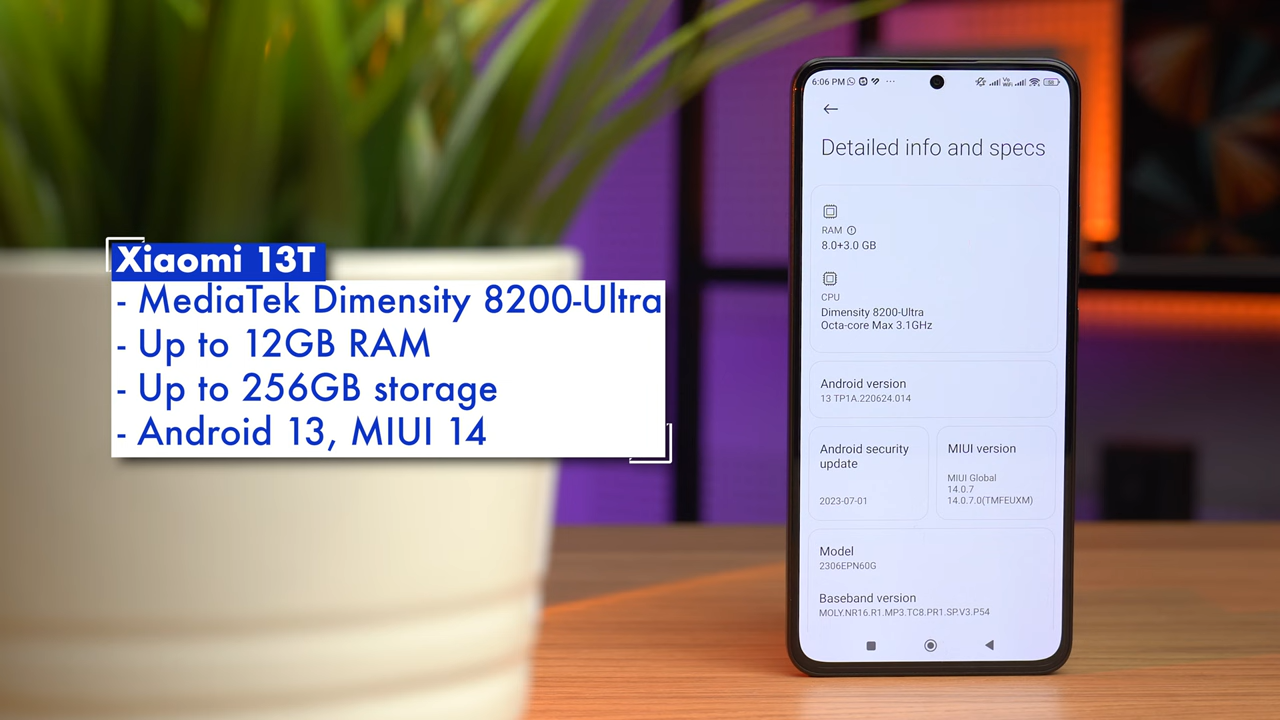 Xiaomi 13T
- MediaTek Dimensity 8200-Ultra
- Up to 12GB RAM
- Up to 256GB storage
- Android 13, MIUI 14
6:06 PM
Detailed info and specs
RAM
8.0+3.0 GB
CPU
Dimensity 8200-Ultra
Octa-core Max 3.1GHz
Android version
13 TP1A.220624.014
Android security
update
2023-07-01
MIUI version
MIUI Global
14.0.7
14.0.7.0(TMFEUXM)
Model
2306EPN60G
Baseband version
MOLY.NR16.R1.MP3.TC8.PR1.SP.V3.P54